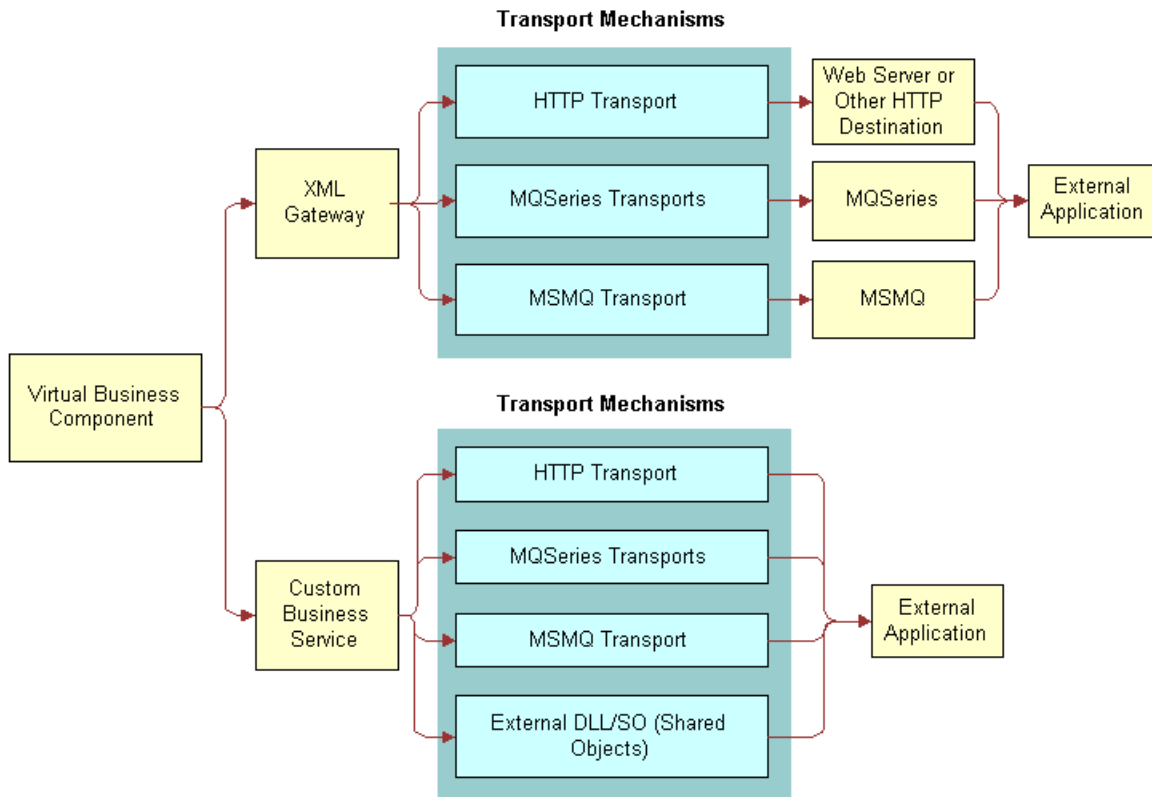 Transport Mechanisms
HTTP Transport
Web Server or
Other HTTP
Destination
XML
Gateway
MQSeries Transports
MQSeries
External
Application
MSMQ Transport
MSMQ
Virtual Business
Component
Transport Mechanisms
HTTP Transport
MQSeries Transports
Custom
Business
Service
MSMQ Transport
External
Application
External DLL/SO (Shared
Objects)